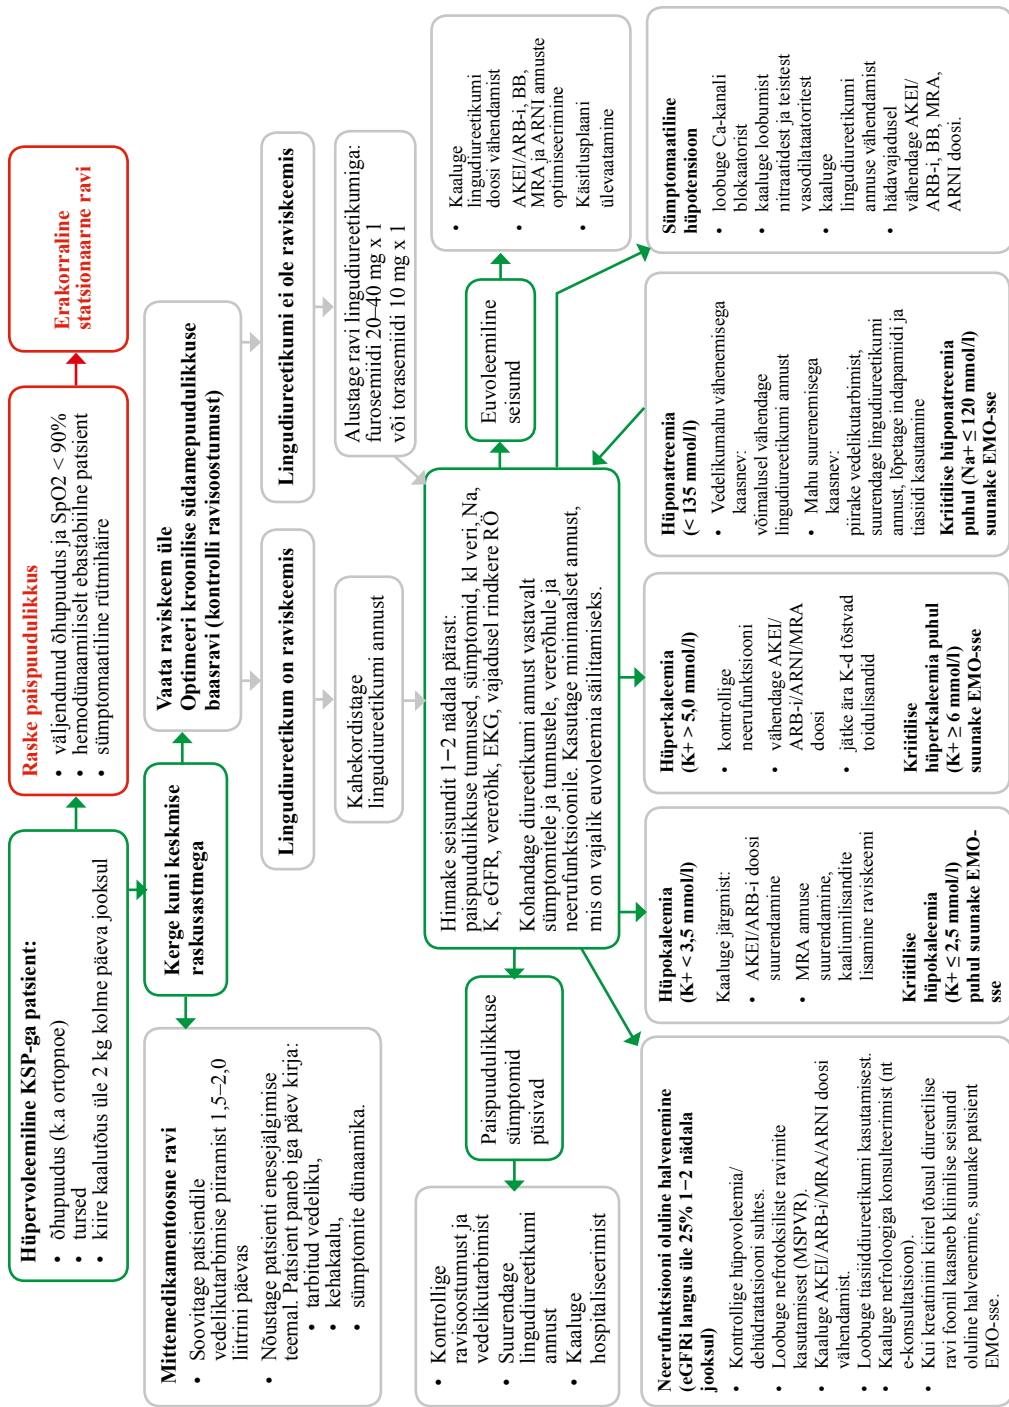 Hüpervoleemiline KSP-ga patsient:
• õhupuudus (k.a ortopnoe)
• tursed
• kiire kaalutõus üle 2 kg kolme päeva jooksul
Raske paispuudulikkus
• väljendunud õhupuudus ja SpO2 < 90%
• hemodünaamiliselt ebastabiilne patsient
• sümptomaatiline rütmihäire
Erakorraline
statsionaarne ravi
Kerge kuni keskmise
raskusastmega
Vaata raviskeem üle
Optimeeri kroonilise südamepuudulikkuse
baasravi (kontrolli ravisoostumust)
Mittemedikamentoosne ravi
• Soovitage patsiendile
vedelikutarbimise piiramist 1,5–2,0
liitrini päevas
• Nõustage patsienti enesejälgimise
teemal. Patsient paneb iga päev kirja:
• tarbitud vedeliku,
• kehakaalu,
• sümptomite dünaamika.
Lingudiureetikum on raviskeemis
Lingudiureetikumi ei ole raviskeemis
Kahekordistage
lingudiureetikumi annust
Alustage ravi lingudiureetikumiga:
furosemiidi 20–40 mg x 1
või torasemiidi 10 mg x 1
Hinnake seisundit 1–2 nädala pärast:
paispuudulikkuse tunnused, sümptomid, kl veri, Na,
K, eGFR, vererõhk, EKG, vajadusel rindkere RÖ
Kohandage diureetikumi annust vastavalt
sümptomitele ja tunnustele, vererõhule ja
neerufunktsioonile. Kasutage minimaalset annust,
mis on vajalik euvoleemia säilitamiseks.
Paispuudulikkuse
sümptomid
püsivad
• Kontrollige
ravisoostumust ja
vedelikutarbimist
• Suurendage
lingudiureetikumi
annust
• Kaaluge
hospitaliseerimist
Euvoleemiline
seisund
• Kaaluge
lingudiureetikumi
doosi vähendamist
• AKEI/ARB-i, BB,
MRA ja ARNI annuste
optimiseerimine
• Käsitlusplaani
ülevaatamine
Neerufunktsiooni oluline halvenemine
(eGFRi langus üle 25% 1–2 nädala
jooksul)
• Kontrollige hüpovoleemia/
dehüdratatsiooni suhtes.
• Loobuge nefrotoksiliste ravimite
kasutamisest (MSPVR).
• Kaaluge AKEI/ARB-i/MRA/ARNI doosi
vähendamist.
• Loobuge tiasiiddiureetikumi kasutamisest.
• Kaaluge nefroloogiga konsulteerimist (nt
e-konsultatsioon).
• Kui kreatiniini kiirel tõusul diureetilise
ravi foonil kaasneb kliinilise seisundi
oluline halvenemine, suunake patsient
EMO-sse.
Hüpokaleemia
(K+ < 3,5 mmol/l)
Kaaluge järgmist:
• AKEI/ARB-i doosi
suurendamine
• MRA annuse
suurendamine,
kaaliumilisandite
lisamine raviskeemi
Kriitilise
hüpokaleemia
(K+ ≤ 2,5 mmol/l)
puhul suunake EMO-
sse
Hüperkaleemia
(K+ > 5,0 mmol/l)
• kontrollige
neerufunktsiooni
• vähendage AKEI/
ARB-i/ARNI/MRA
doosi
• jätke ära K-d tõstvad
toidulisandid
Kriitilise
hüperkaleemia puhul
(K+ ≥ 6 mmol/l)
suunake EMO-sse
Hüponatreemia
(< 135 mmol/l)
• Vedelikumahu vähenemisega
kaasnev:
võimalusel vähendage
lingudiureetikumi annust
• Mahu suurenemisega
kaasnev:
piirake vedelikutarbimist,
suurendage lingudiureetikumi
annust, lõpetage indapamiidi ja
tiasiidi kasutamine
Kriitilise hüponatreemia
puhul (Na+ ≤ 120 mmol/l)
suunake EMO-sse
Sümptomaatiline
hüpotensioon
• loobuge Ca-kanali
blokaatorist
• kaaluge loobumist
nitraatidest ja teistest
vasodilataatoritest
• kaaluge
lingudiureetikumi
annuse vähendamist
• hädavajadusel
vähendage AKEI/
ARB-i, BB, MRA,
ARNI doosi.